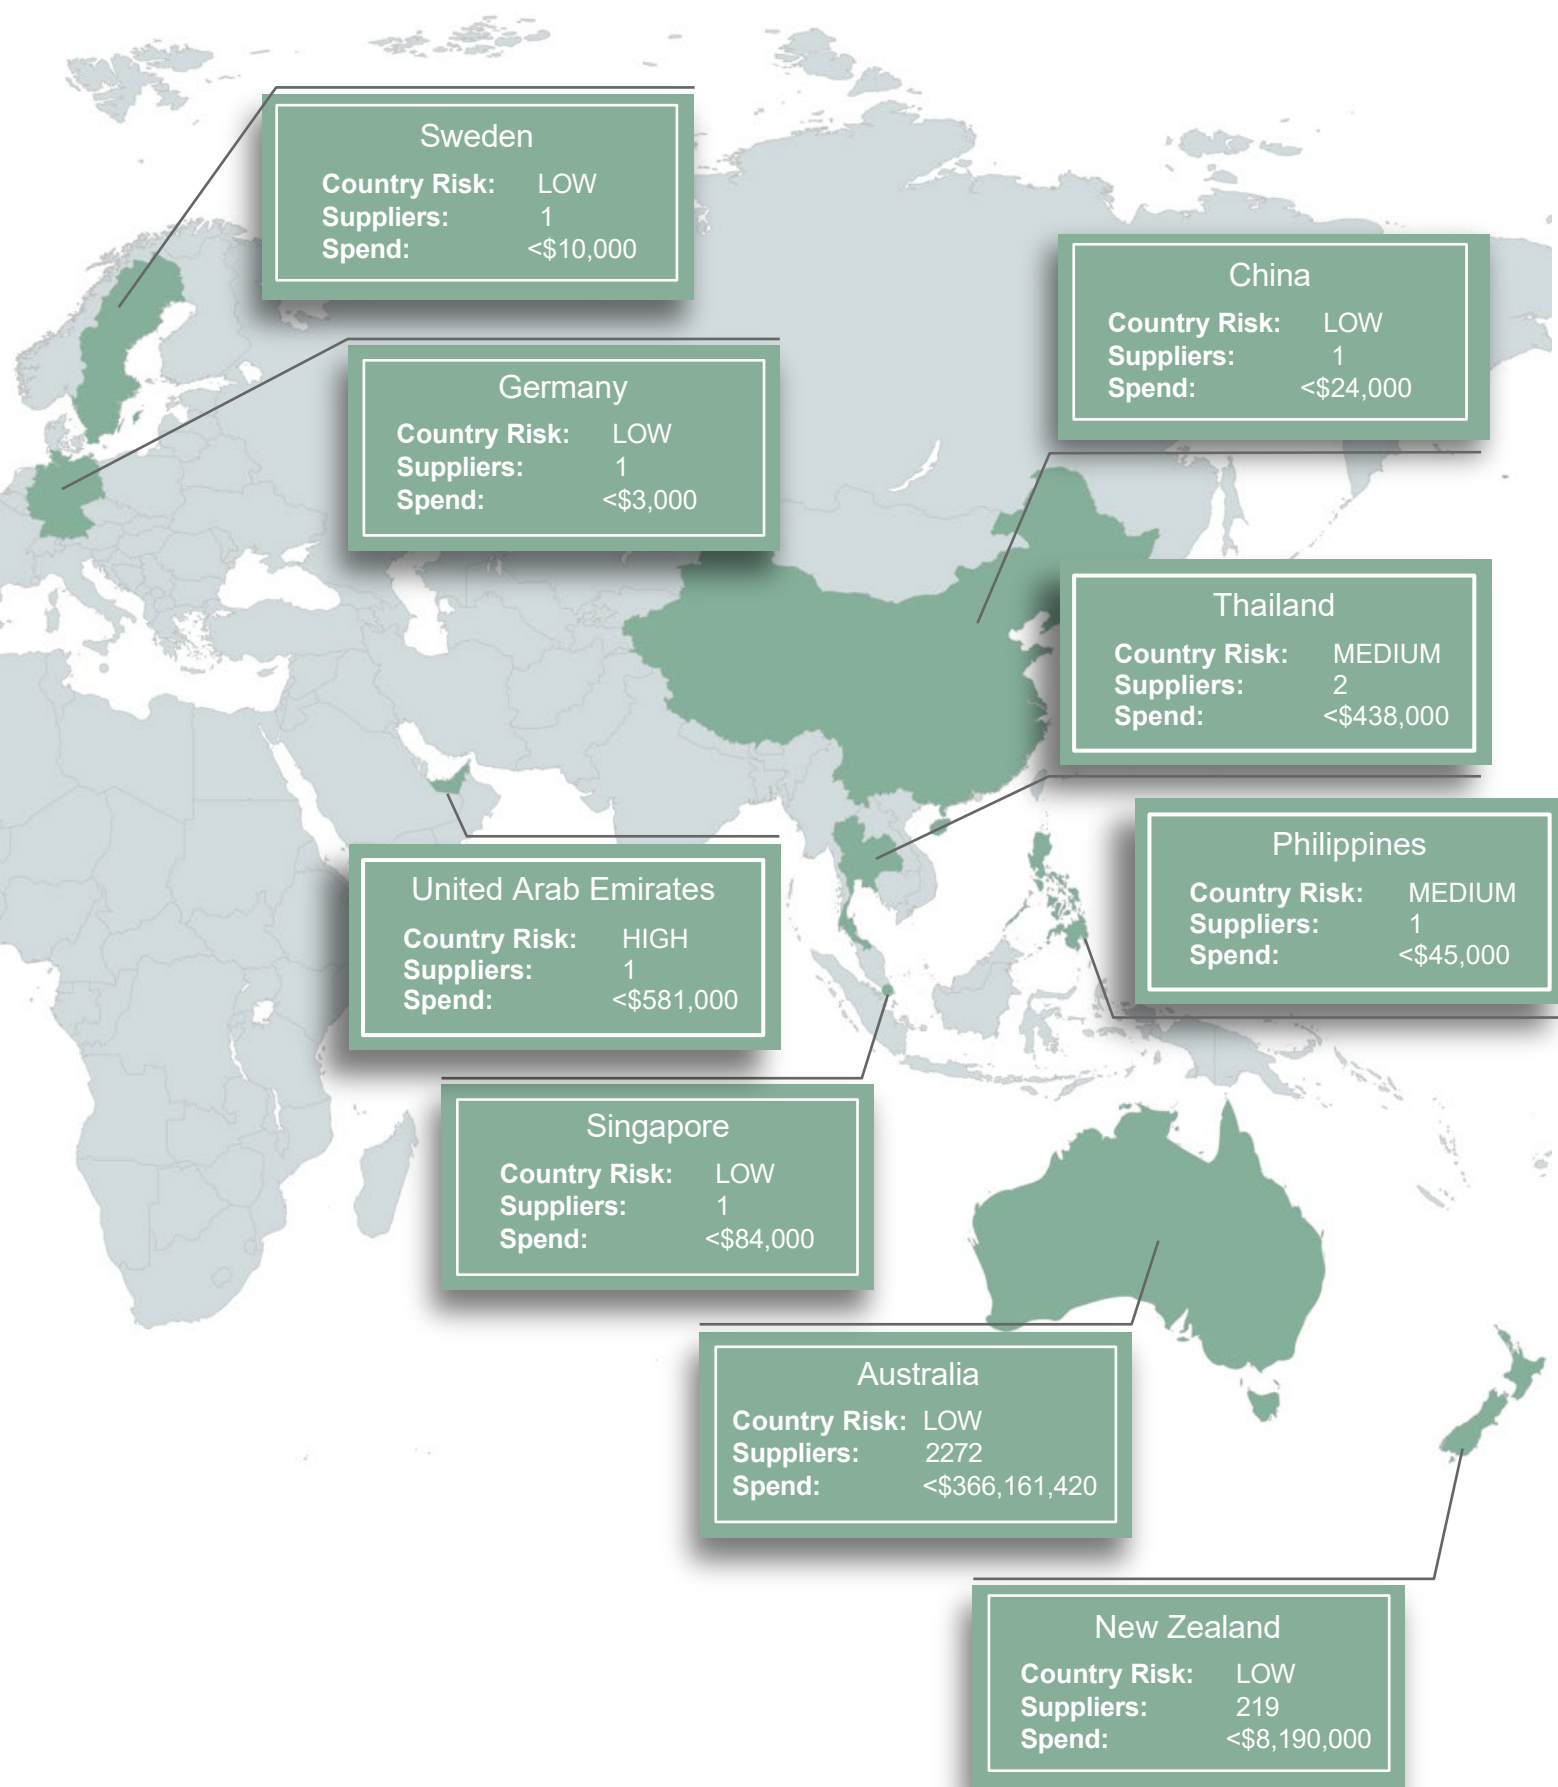 Sweden
Country Risk: LOW
Suppliers: 1
Spend: <$10,000
China
Country Risk: LOW
Suppliers: 1
Spend: <$24,000
Germany
Country Risk: LOW
Suppliers: 1
Spend: <$3,000
Thailand
Country Risk: MEDIUM
Suppliers: 2
Spend: <$438,000
Philippines
Country Risk: MEDIUM
Suppliers: 1
Spend: <$45,000
United Arab Emirates
Country Risk: HIGH
Suppliers: 1
Spend: <$581,000
Singapore
Country Risk: LOW
Suppliers: 1
Spend: <$84,000
Australia
Country Risk: LOW
Suppliers: 2272
Spend: <$366,161,420
New Zealand
Country Risk: LOW
Suppliers: 219
Spend: <$8,190,000